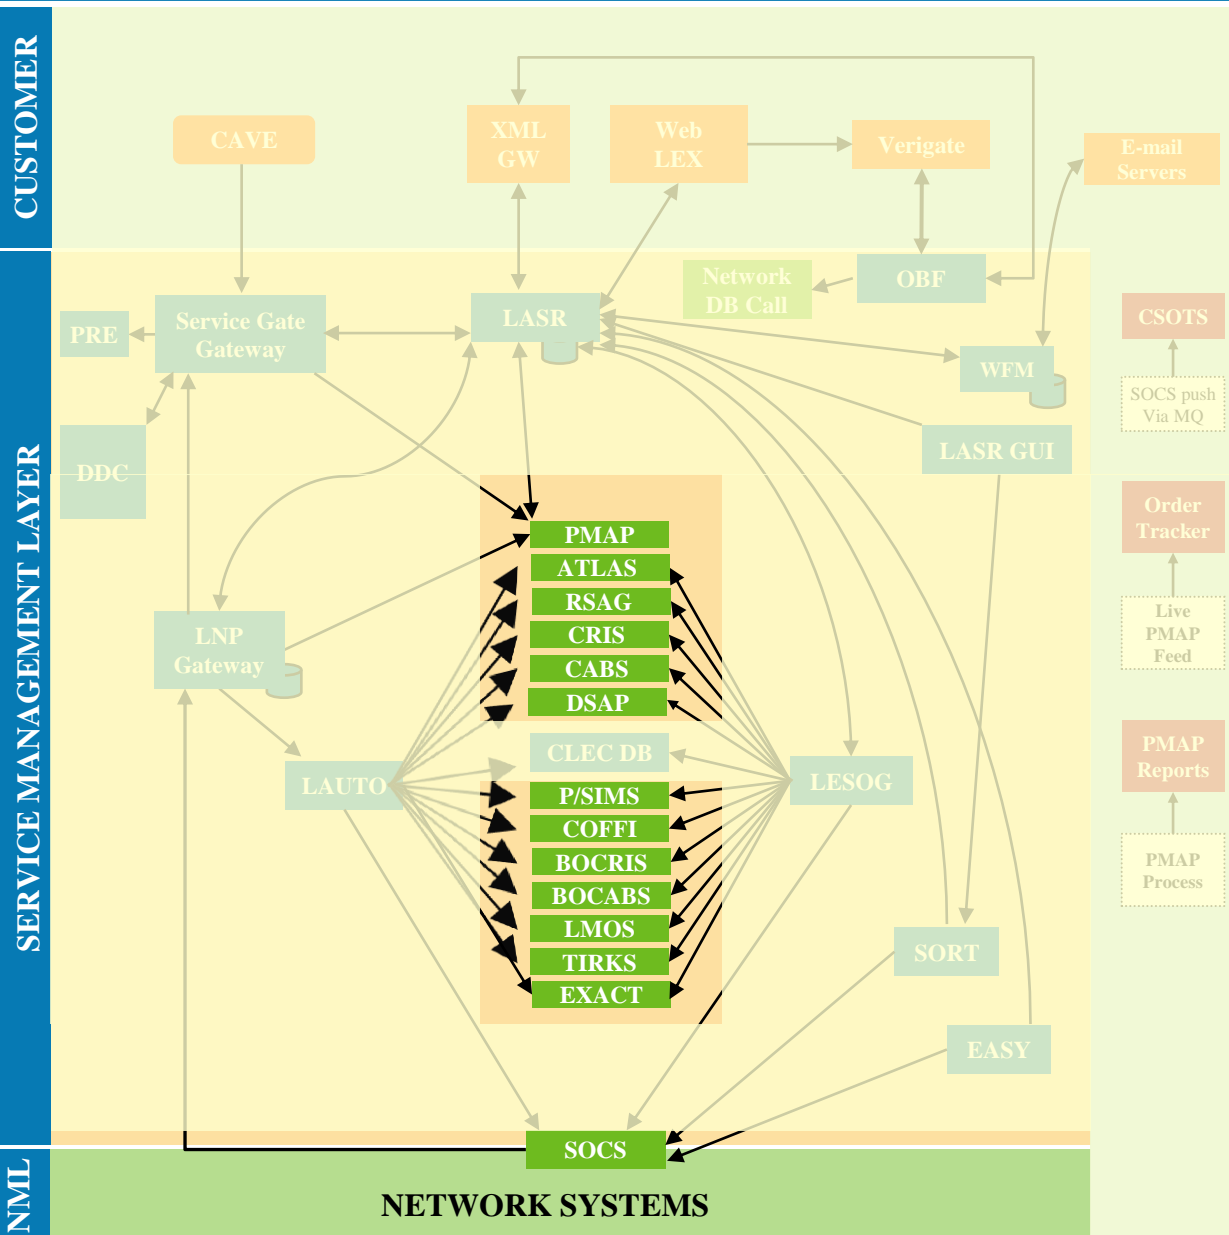 CUSTOMER
CAVE
XML
GW
Web
LEX
Verigate
E-mail
Servers
SERVICE MANAGEMENT LAYER
Network
DB Call
OBF
PRE
Service Gate
Gateway
LASR
WFM
CSOTS
SOCS push
Via MQ
DDC
LASR GUI
Order
Tracker
PMAP
ATLAS
RSAG
CRIS
CABS
DSAP
LNP
Gateway
Live
PMAP
Feed
CLEC DB
LAUTO
LESOG
PMAP
Reports
P/SIMS
COFFI
BOCRIS
BOCABS
LMOS
TIRKS
EXACT
PMAP
Process
SORT
EASY
SOCS
NML
NETWORK SYSTEMS